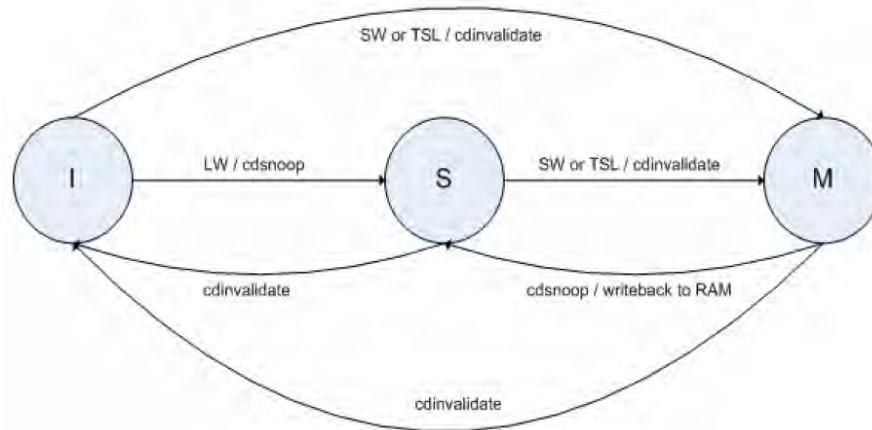 SW or TSL / cdinvalidate
I
LW / cdsnoop
S
SW or TSL / cdinvalidate
M
cdinvalidate
cdsnoop / writeback to RAM
cdinvalidate